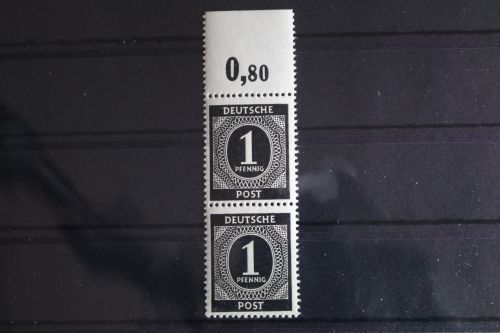 0,80
DEUTSCHE
1
PFENNIG
POST
DEUTSCHE
1
PFENNIG
POST